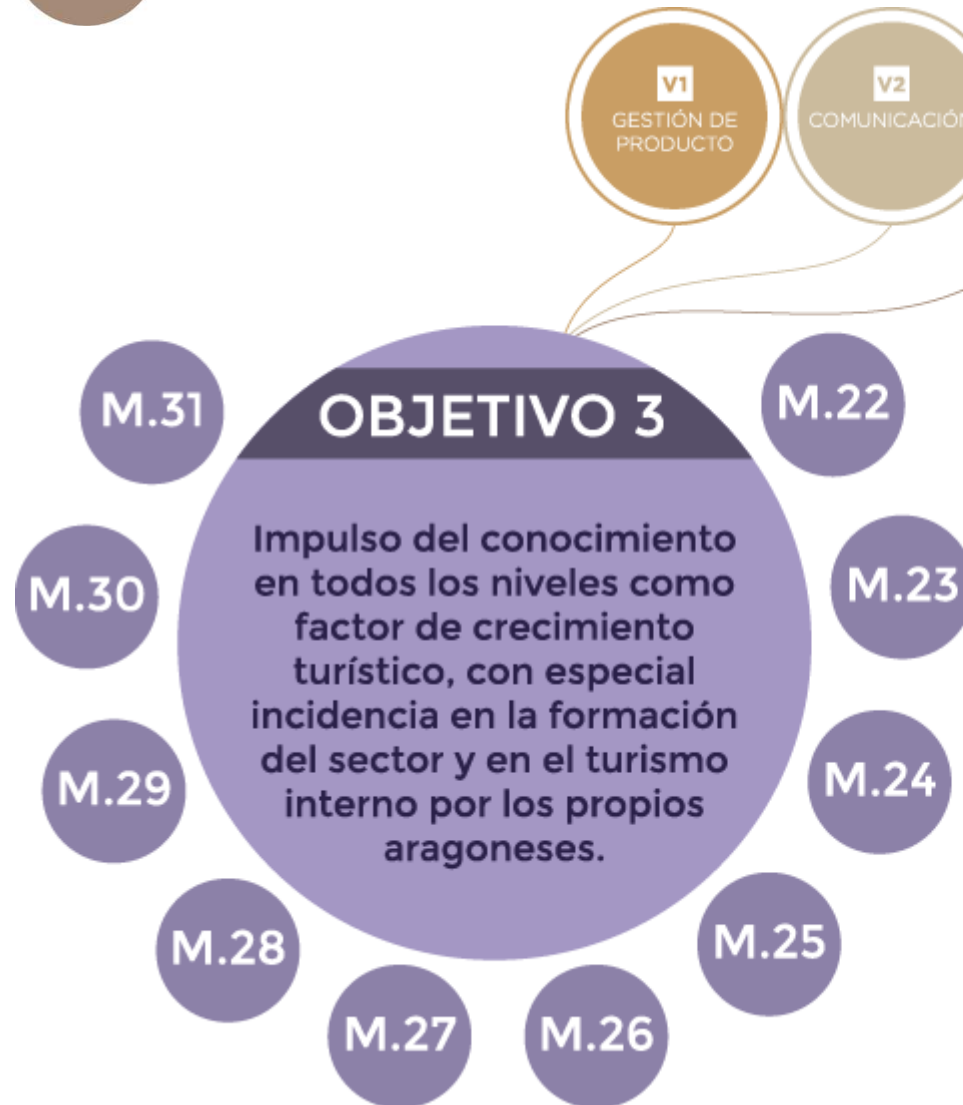 V1
GESTIÓN DE
PRODUCTO
V2
COMUNICACIÓN
OBJETIVO 3
Impulso del conocimiento
en todos los niveles como
factor de crecimiento
turístico, con especial
incidencia en la formación
del sector y en el turismo
interno por los propios
aragoneses.
M.22
M.23
M.24
M.25
M.26
M.27
M.28
M.29
M.30
M.31